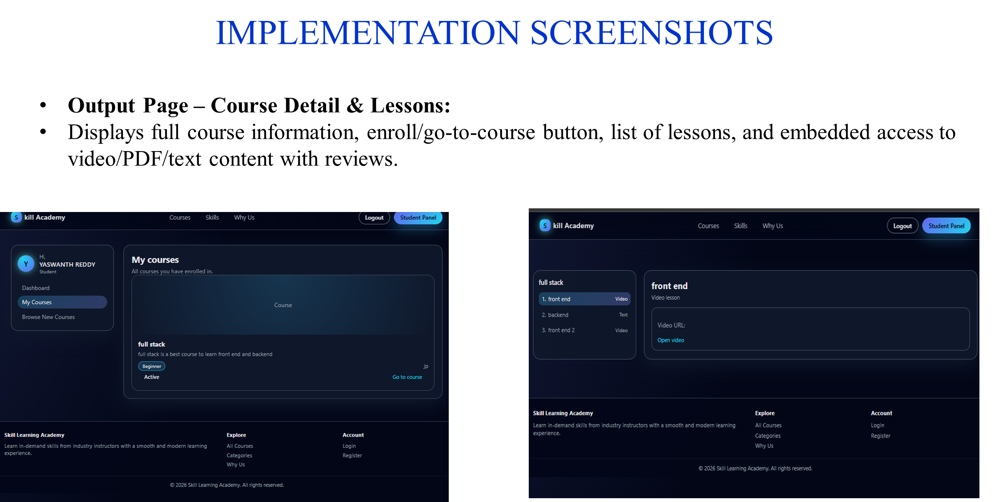 IMPLEMENTATION SCREENSHOTS
• Output Page – Course Detail & Lessons:
• Displays full course information, enroll/go-to-course button, list of lessons, and embedded access to
video/PDF/text content with reviews.
S kill Academy
Courses Skills Why Us
Logout
Student Panel
Y
Hi,
YASWANTH REDDY
Student
Dashboard
My Courses
Browse New Courses
My courses
All courses you have enrolled in.
Course
full stack
full stack is a best course to learn front end and backend
Beginner jp
Active Go to course
Skill Learning Academy
Learn in-demand skills from industry instructors with a smooth and modern learning
experience.
Explore
All Courses
Categories
Why Us
Account
Login
Register
© 2026 Skill Learning Academy. All rights reserved.
S kill Academy
Courses Skills Why Us
Logout
Student Panel
full stack
1. front end Video
2. backend Text
3. front end 2 Video
front end
Video lesson
Video URL:
Open video
Skill Learning Academy
Learn in-demand skills from industry instructors with a smooth and modern learning
experience.
Explore
All Courses
Categories
Why Us
Account
Login
Register
© 2026 Skill Learning Academy. All rights reserved.